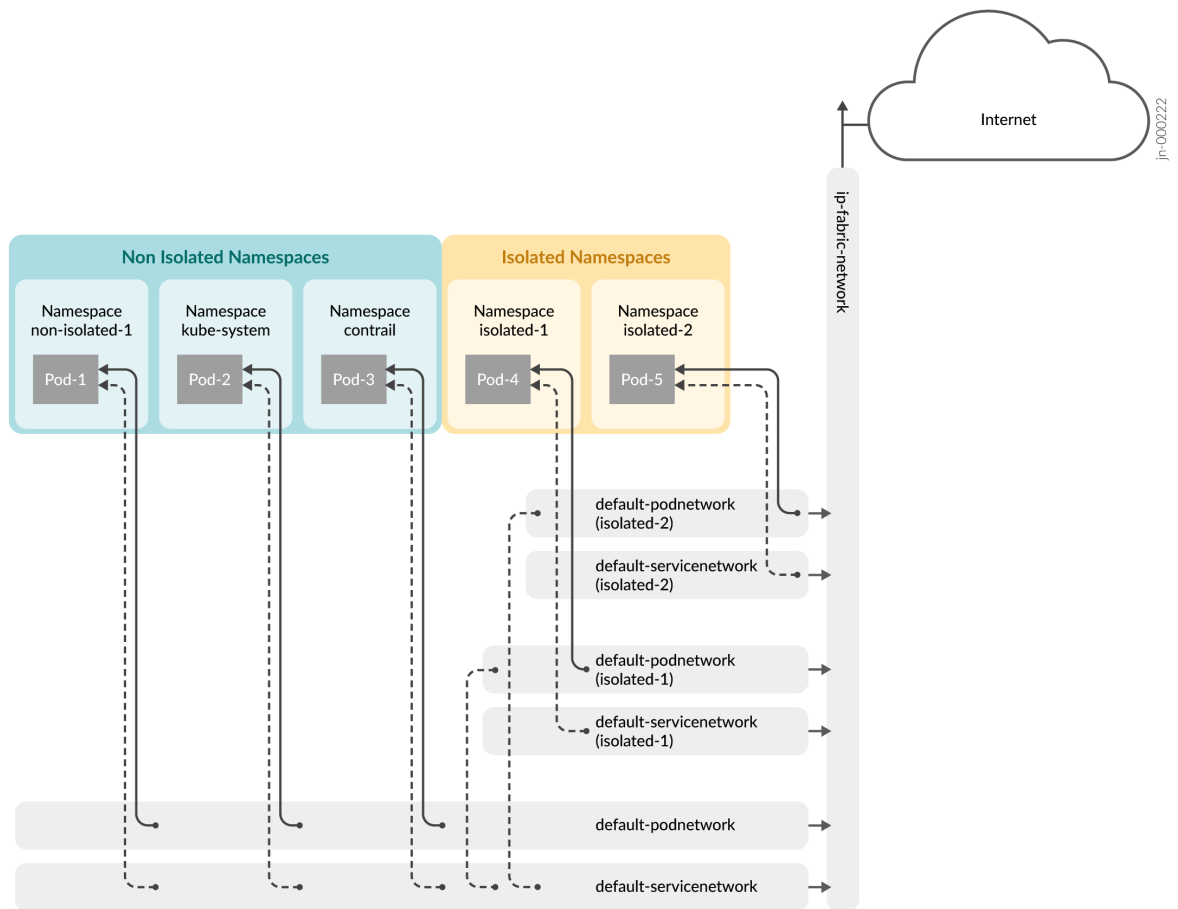 Internet
jn-000222
ip-fabric-network
Non Isolated Namespaces
Isolated Namespaces
Namespace
non-isolated-1
Namespace
kube-system
Namespace
contrail
Namespace
isolated-1
Namespace
isolated-2
Pod-1
Pod-2
Pod-3
Pod-4
Pod-5
default-podnetwork
(isolated-2)
default-servicenetwork
(isolated-2)
default-podnetwork
(isolated-1)
default-servicenetwork
(isolated-1)
default-podnetwork
default-servicenetwork